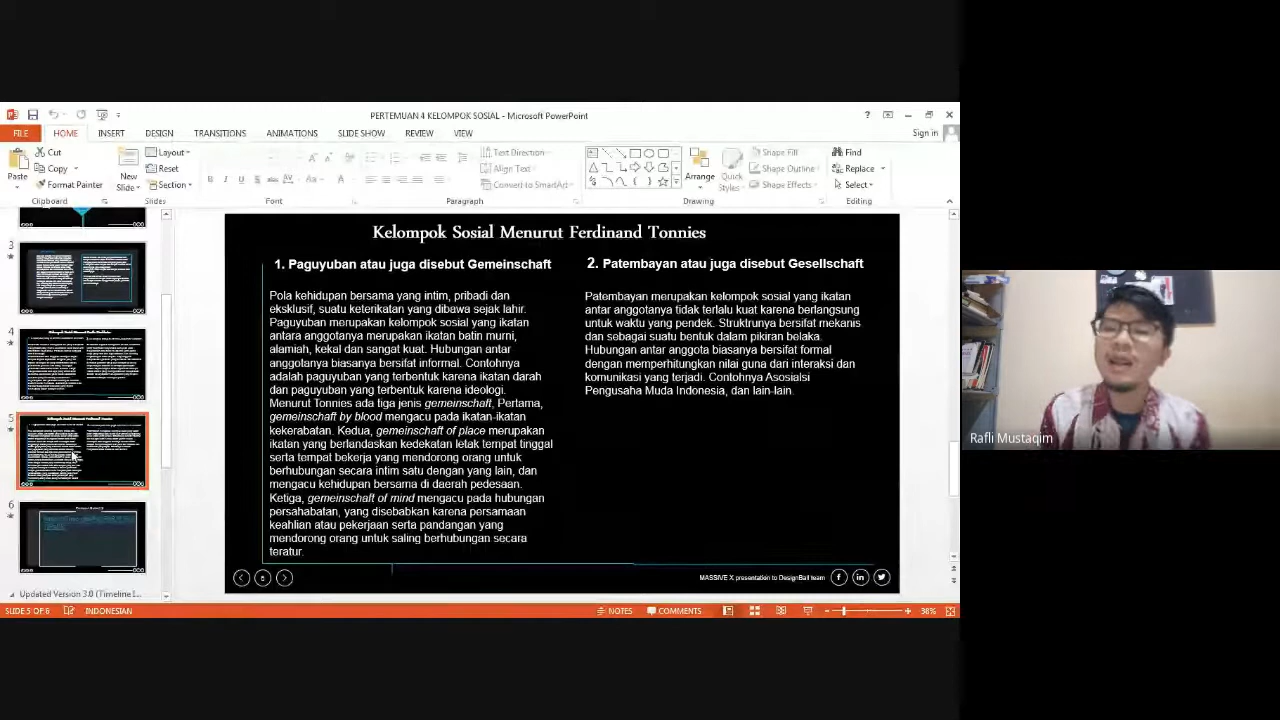 PERTEMUAN 4 KELOMPOK SOSIAL - Microsoft PowerPoint
FILE HOME INSERT DESIGN TRANSITIONS ANIMATIONS SLIDE SHOW REVIEW VIEW Sign in
Paste
Cut
Copy
Format Painter
Clipboard
New Slide
Layout
Reset
Section
Slides
Font
Text Direction
Align Text
Convert to SmartArt
Paragraph
Arrange
Quick Styles
Shape Fill
Shape Outline
Shape Effects
Drawing
Find
Replace
Select
Editing
3
4
5
6
Updated Version 3.0 (Timeline I...
Kelompok Sosial Menurut Ferdinand Tonnies
1. Paguyuban atau juga disebut Gemeinschaft
Pola kehidupan bersama yang intim, pribadi dan
eksklusif, suatu keterikatan yang dibawa sejak lahir.
Paguyuban merupakan kelompok sosial yang ikatan
antara anggotanya merupakan ikatan batin murni,
alamiah, kekal dan sangat kuat. Hubungan antar
anggotanya biasanya bersifat informal. Contohnya
adalah paguyuban yang terbentuk karena ikatan darah
dan paguyuban yang terbentuk karena ideologi.
Menurut Tonnies ada tiga jenis gemeinschaft, Pertama,
gemeinschaft by blood mengacu pada ikatan-ikatan
kekerabatan. Kedua, gemeinschaft of place merupakan
ikatan yang berlandaskan kedekatan letak tempat tinggal
serta tempat bekerja yang mendorong orang untuk
berhubungan secara intim satu dengan yang lain, dan
mengacu kehidupan bersama di daerah pedesaan.
Ketiga, gemeinschaft of mind mengacu pada hubungan
persahabatan, yang disebabkan karena persamaan
keahlian atau pekerjaan serta pandangan yang
mendorong orang untuk saling berhubungan secara
teratur.
2. Patembayan atau juga disebut Gesellschaft
Patembayan merupakan kelompok sosial yang ikatan
antar anggotanya tidak terlalu kuat karena berlangsung
untuk waktu yang pendek. Struktunya bersifat mekanis
dan sebagai suatu bentuk dalam pikiran belaka.
Hubungan antar anggota biasanya bersifat formal
dengan memperhitungkan nilai guna dari interaksi dan
komunikasi yang terjadi. Contohnya Asosialsi
Pengusaha Muda Indonesia, dan lain-lain.
MASSIVE X presentation to DesignBall team
SLIDE 5 OF 6 INDONESIAN NOTES COMMENTS 38%
Rafli Mustaqim